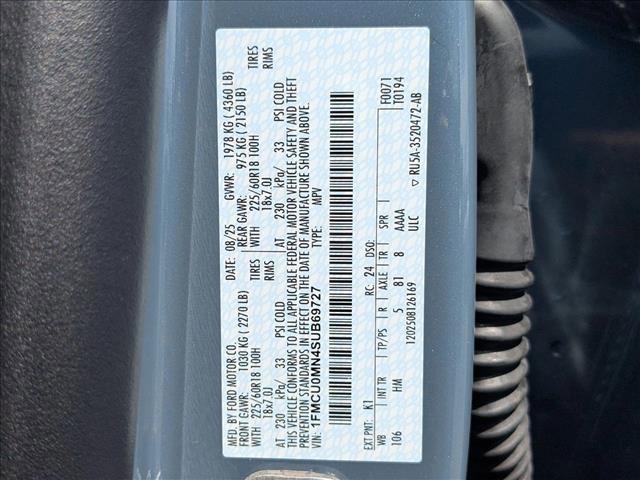 MFD. BY FORD MOTOR CO.
DATE: 08/25 GVWR: 1978 KG ( 4360 LB)
FRONT GAWR: 1030 KG ( 2270 LB) REAR GAWR: 975 KG ( 2150 LB)
WITH 225/60R18 100H TIRES WITH 225/60R18 100H TIRES
18x7.0J RIMS 18x7.0J RIMS
AT 230 kPa/ 33 PSI COLD AT 230 kPa/ 33 PSI COLD
THIS VEHICLE CONFORMS TO ALL APPLICABLE FEDERAL MOTOR VEHICLE SAFETY AND THEFT
PREVENTION STANDARDS IN EFFECT ON THE DATE OF MANUFACTURE SHOWN ABOVE.
VIN: 1FMCU0MN4SUB69727 TYPE: MPV
EXT PNT: K1 RC: 24 DSO: F0071
WB INT TR TP/PS R AXLE TR SPR T0194
106 HM 5 81 8 AAAA
ULC
120250812616​9 RU5A-3520472-AB